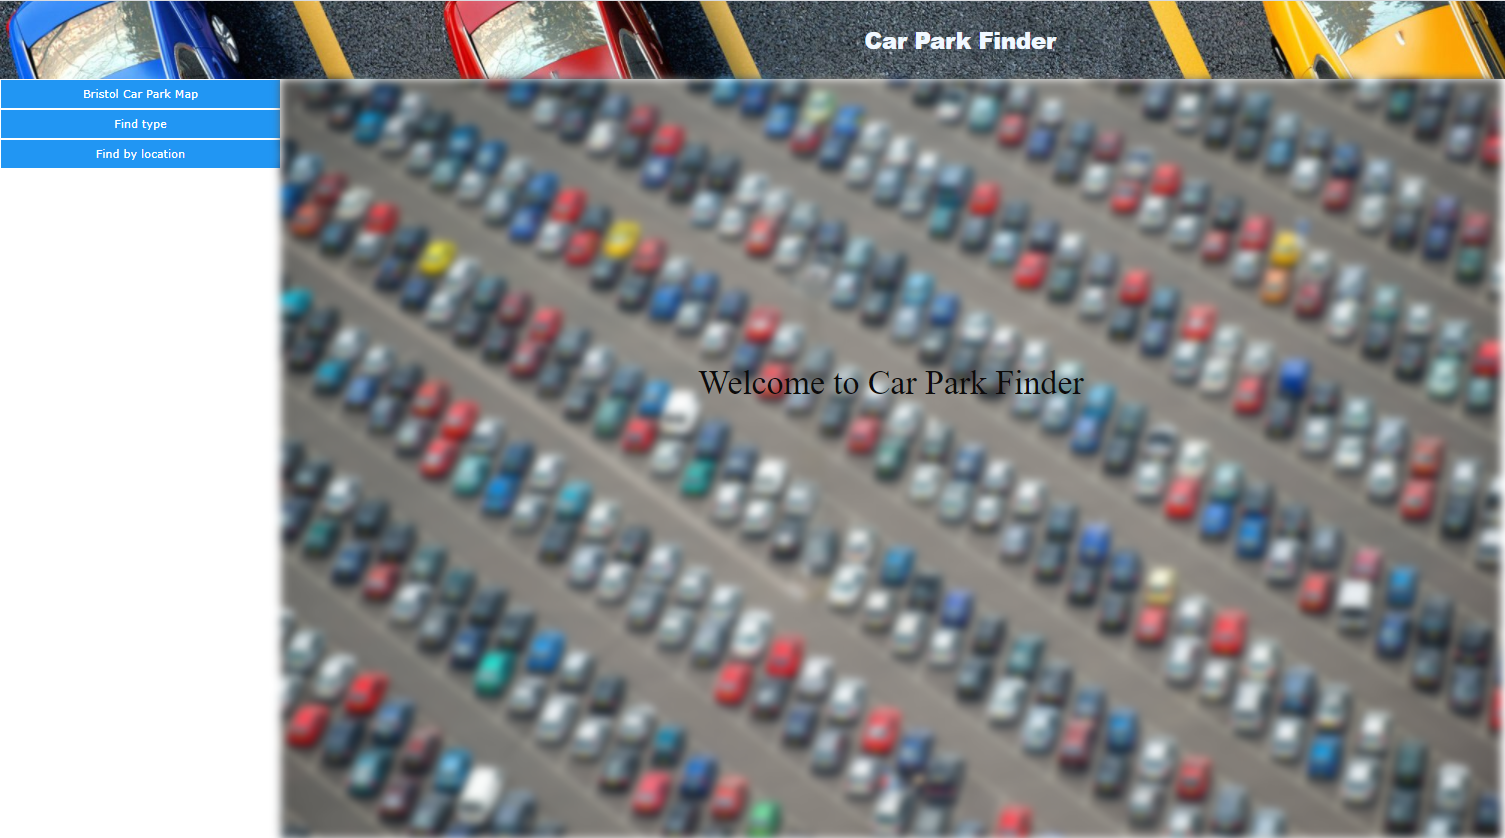 Car Park Finder
Bristol Car Park Map
Find type
Find by location
Welcome to Car Park Finder